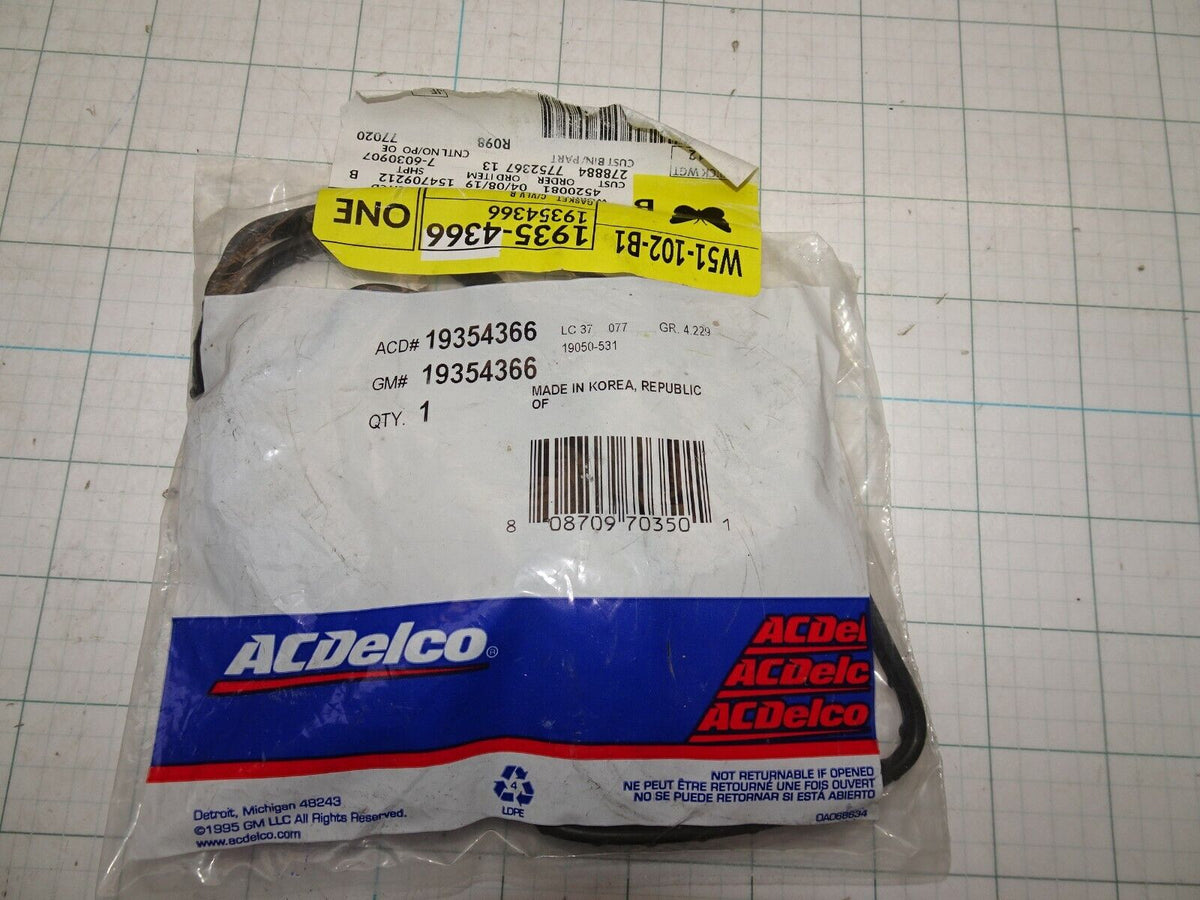 ACD# 19354366
LC 37 077 GR. 4.229
19050-531
GM# 19354366
MADE IN KOREA, REPUBLIC
OF
QTY. 1
8 08709 70350 1
ACDelco®
ACDel
ACDelc
ACDelco
Detroit, Michigan 48243
©1995 GM LLC All Rights Reserved.
www.acdelco.com
4
LDPE
NOT RETURNABLE IF OPENED
NE PEUT ÊTRE RETOURNÉ UNE FOIS OUVERT
NO SE PUEDE RETORNAR SI ESTÁ ABIERTO
OA068634
W51-102-B1
1935-4366
ONE
19354366
GASKET, C/VLV R
B
CUST ORDER ORD ITEM SHPT
4520081 04/08/19 154709212 B
278884 7752367 13 7-6030907
CUST BIN/PART CNTL NO/PO OE
R098 77020